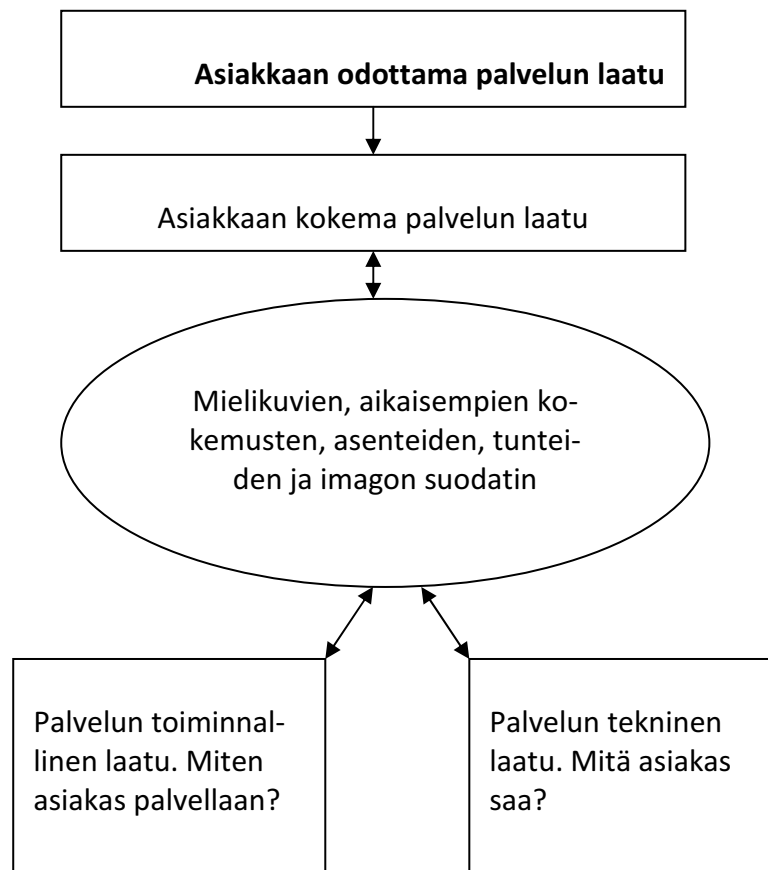 Asiakkaan odottama palvelun laatu
Asiakkaan kokema palvelun laatu
Mielikuvien, aikaisempien ko-
kemusten, asenteiden, tuntei-
den ja imagon suodatin
Palvelun toiminnal-
linen laatu. Miten
asiakas palvellaan?
Palvelun tekninen
laatu. Mitä asiakas
saa?